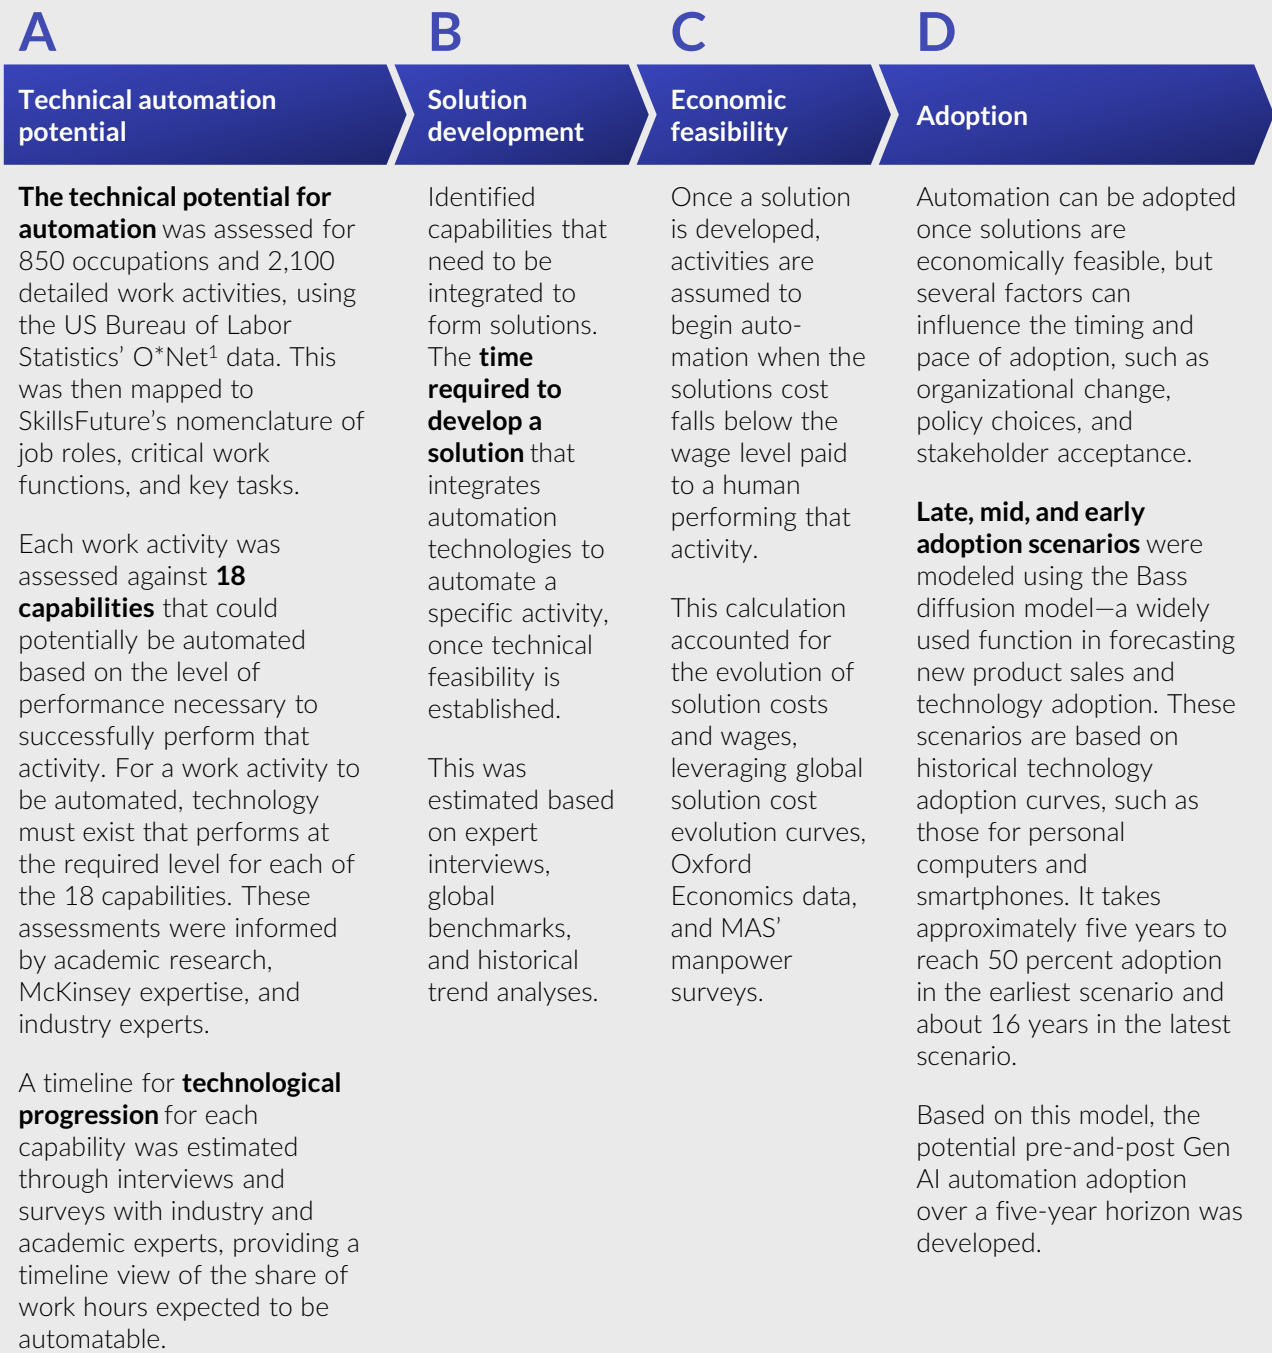 A
Technical automation
potential
The technical potential for
automation was assessed for
850 occupations and 2,100
detailed work activities, using
the US Bureau of Labor
Statistics’ O*Net1 data. This
was then mapped to
SkillsFuture’s nomenclature of
job roles, critical work
functions, and key tasks.
Each work activity was
assessed against 18
capabilities that could
potentially be automated
based on the level of
performance necessary to
successfully perform that
activity. For a work activity to
be automated, technology
must exist that performs at
the required level for each of
the 18 capabilities. These
assessments were informed
by academic research,
McKinsey expertise, and
industry experts.
A timeline for technological
progression for each
capability was estimated
through interviews and
surveys with industry and
academic experts, providing a
timeline view of the share of
work hours expected to be
automatable.
B
Solution
development
Identified
capabilities that
need to be
integrated to
form solutions.
The time
required to
develop a
solution that
integrates
automation
technologies to
automate a
specific activity,
once technical
feasibility is
established.
This was
estimated based
on expert
interviews,
global
benchmarks,
and historical
trend analyses.
C
Economic
feasibility
Once a solution
is developed,
activities are
assumed to
begin auto-
mation when the
solutions cost
falls below the
wage level paid
to a human
performing that
activity.
This calculation
accounted for
the evolution of
solution costs
and wages,
leveraging global
solution cost
evolution curves,
Oxford
Economics data,
and MAS’
manpower
surveys.
D
Adoption
Automation can be adopted
once solutions are
economically feasible, but
several factors can
influence the timing and
pace of adoption, such as
organizational change,
policy choices, and
stakeholder acceptance.
Late, mid, and early
adoption scenarios were
modeled using the Bass
diffusion model—a widely
used function in forecasting
new product sales and
technology adoption. These
scenarios are based on
historical technology
adoption curves, such as
those for personal
computers and
smartphones. It takes
approximately five years to
reach 50 percent adoption
in the earliest scenario and
about 16 years in the latest
scenario.
Based on this model, the
potential pre-and-post Gen
AI automation adoption
over a five-year horizon was
developed.